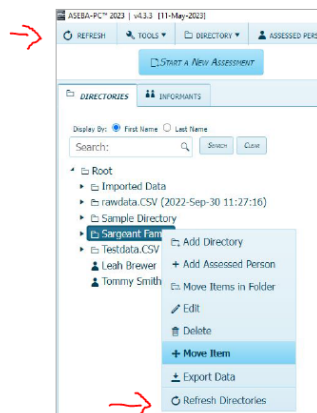 ASEBA-PC™ 2023 | v4.3.3 [11-May-2023]
REFRESH TOOLS DIRECTORY ASSESSED PERS
START A NEW ASSESSMENT
DIRECTORIES INFORMANTS
Display By: First Name Last Name
Search: SEARCH CLEAR
Root
Imported Data
rawdata.CSV (2022-Sep-30 11:27:16)
Sample Directory
Sargeant Fam
Testdata.CSV
Leah Brewer
Tommy Smith
Add Directory
Add Assessed Person
Move Items in Folder
Edit
Delete
Move Item
Export Data
Refresh Directories